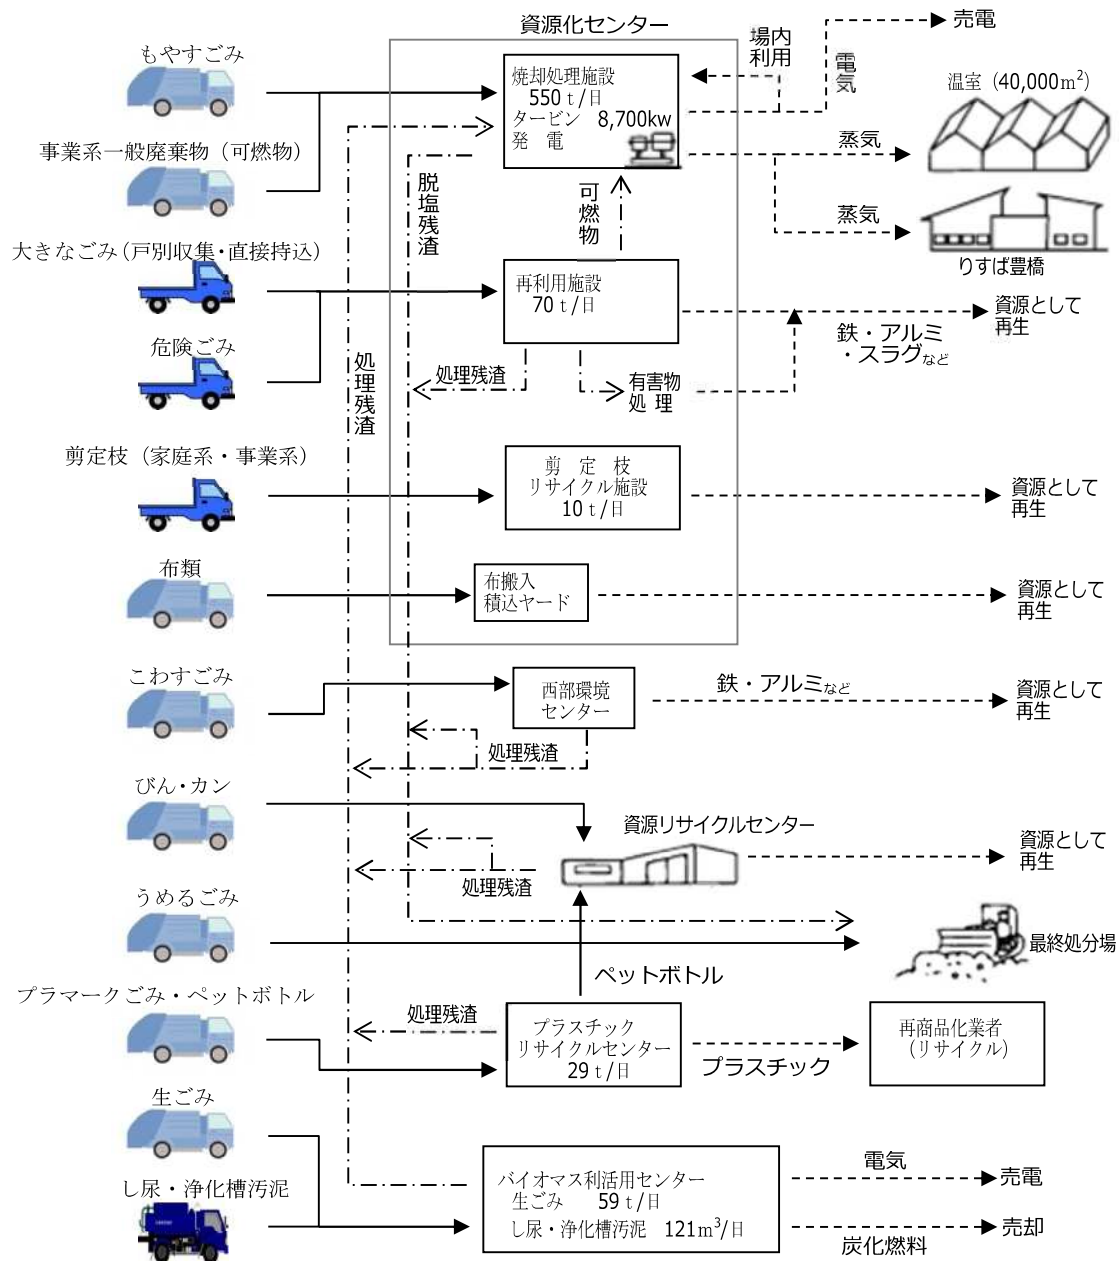 資源化センター
売電
もやすごみ
場内
利用
電気
焼却処理施設
550ｔ/日
タービン 8,700kw
発　電
温室（40,000m²）
事業系一般廃棄物（可燃物）
蒸気
脱塩残渣
可燃物
蒸気
りすば豊橋
大きなごみ（戸別収集・直接持込）
再利用施設
70ｔ/日
資源として
再生
鉄・アルミ
・スラグなど
危険ごみ
処理残渣
処理残渣
有害物
処 理
剪定枝（家庭系・事業系）
剪　定　枝
リサイクル施設
10ｔ/日
資源として
再生
布類
布搬入
積込ヤード
資源として
再生
こわすごみ
西部環境
センター
鉄・アルミなど
資源として
再生
処理残渣
びん・カン
資源リサイクルセンター
資源として
再生
処理残渣
うめるごみ
最終処分場
ペットボトル
プラマークごみ・ペットボトル
処理残渣
プラスチック
リサイクルセンター
29ｔ/日
プラスチック
再商品化業者
（リサイクル）
生ごみ
し尿・浄化槽汚泥
バイオマス利活用センター
生ごみ　59ｔ/日
し尿・浄化槽汚泥　121m³/日
電気
売電
売却
炭化燃料